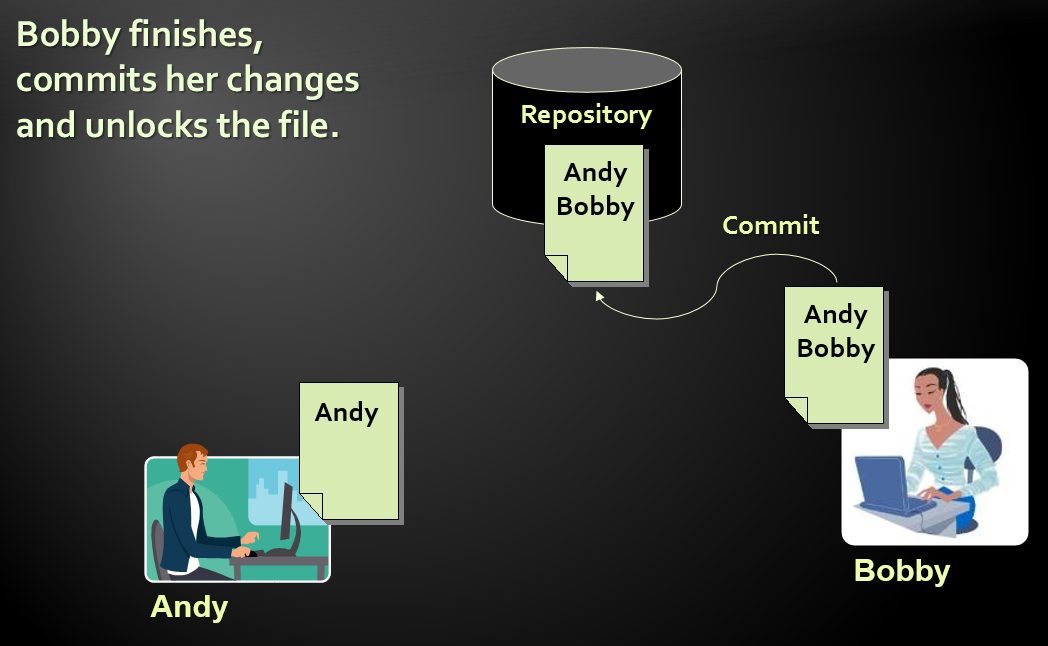 Bobby finishes,
commits her changes
and unlocks the file.
Repository
Andy
Bobby
Commit
Andy
Bobby
Andy
Bobby
Andy